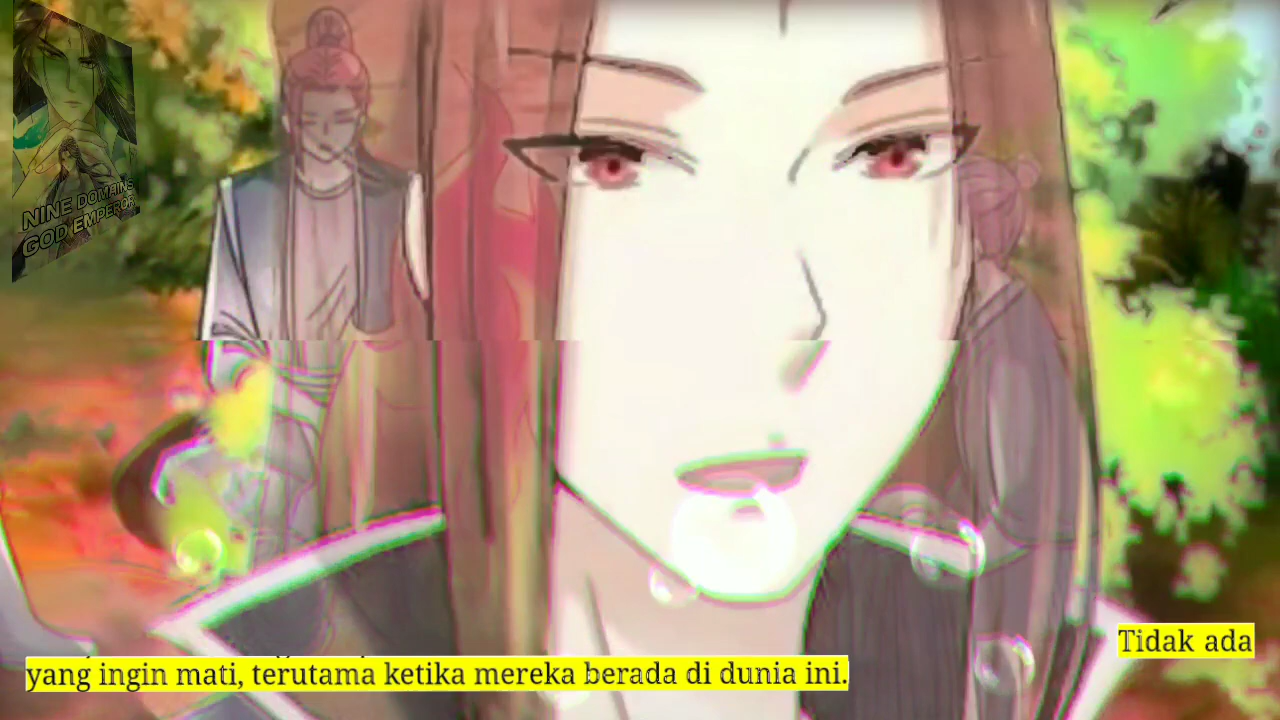 NINE DOMAINS
GOD EMPEROR
Tidak ada
yang ingin mati, terutama ketika mereka berada di dunia ini.